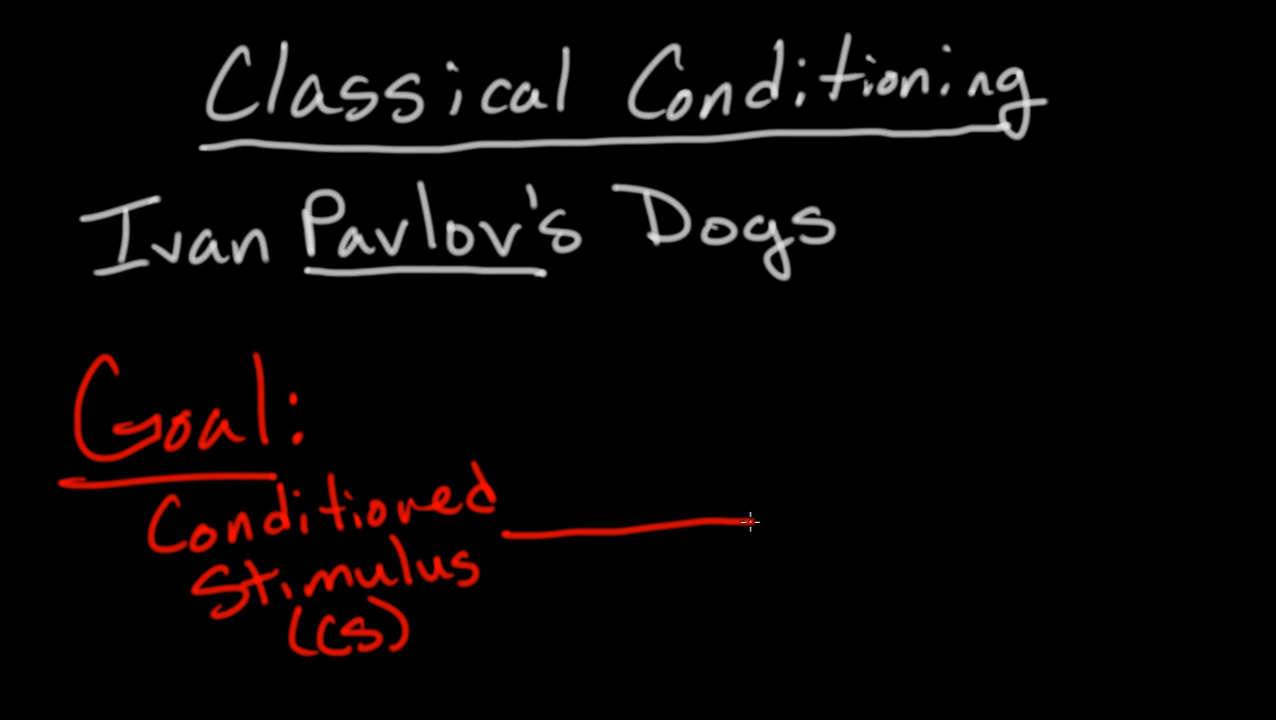 Classical Conditioning
Ivan Pavlov's Dogs
Goal:
Conditioned
Stimulus
(CS)